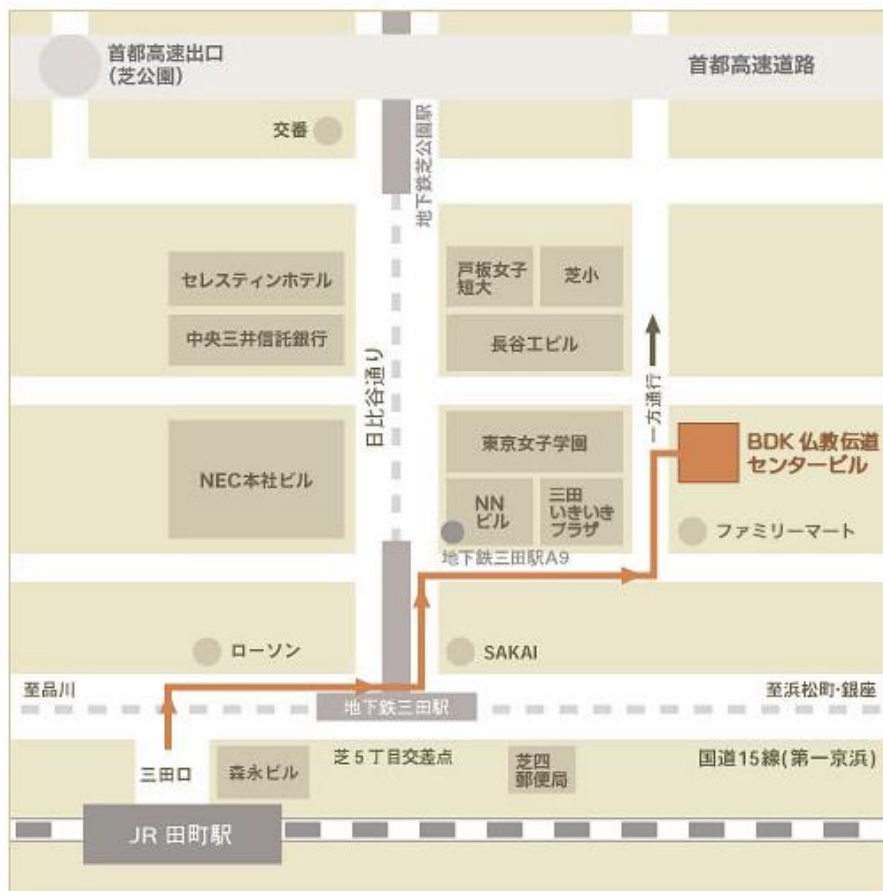 首都高速出口
(芝公園)
首都高速道路
交番
地下鉄芝公園駅
セレスティンホテル
戸板女子
短大
芝小
中央三井信託銀行
長谷工ビル
日比谷通り
一方通行
NEC本社ビル
東京女子学園
BDK 仏教伝道
センタービル
NN
ビル
三田
いきいき
プラザ
ファミリーマート
地下鉄三田駅A9
ローソン
SAKAI
至品川
至浜松町・銀座
地下鉄三田駅
三田口
森永ビル
芝5丁目交差点
芝四
郵便局
国道15線(第一京浜)
JR 田町駅